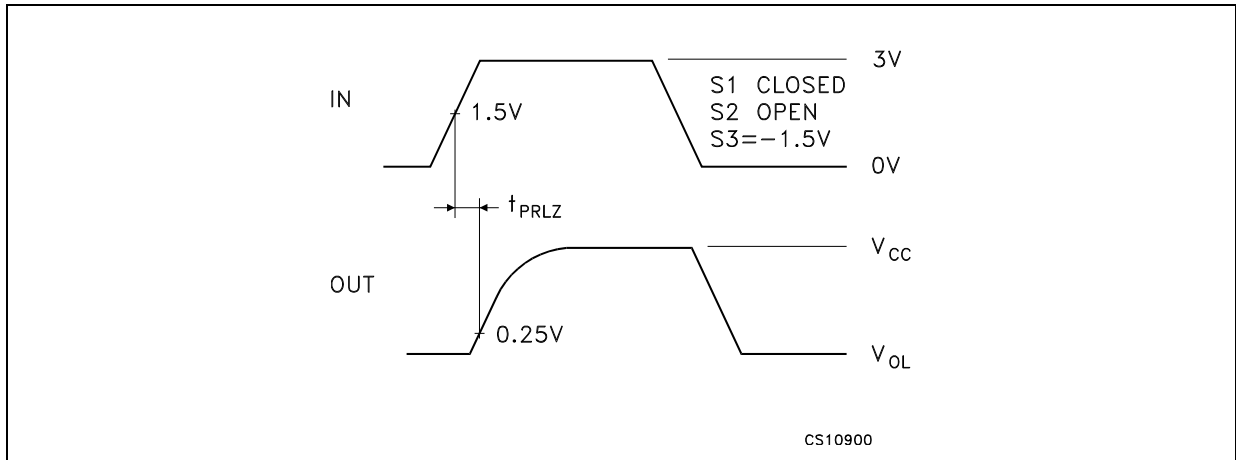 3V
IN
S1 CLOSED
1.5V
S2 OPEN
S3=-1.5V
0V
tPRLZ
VCC
OUT
0.25V
VOL
CS10900